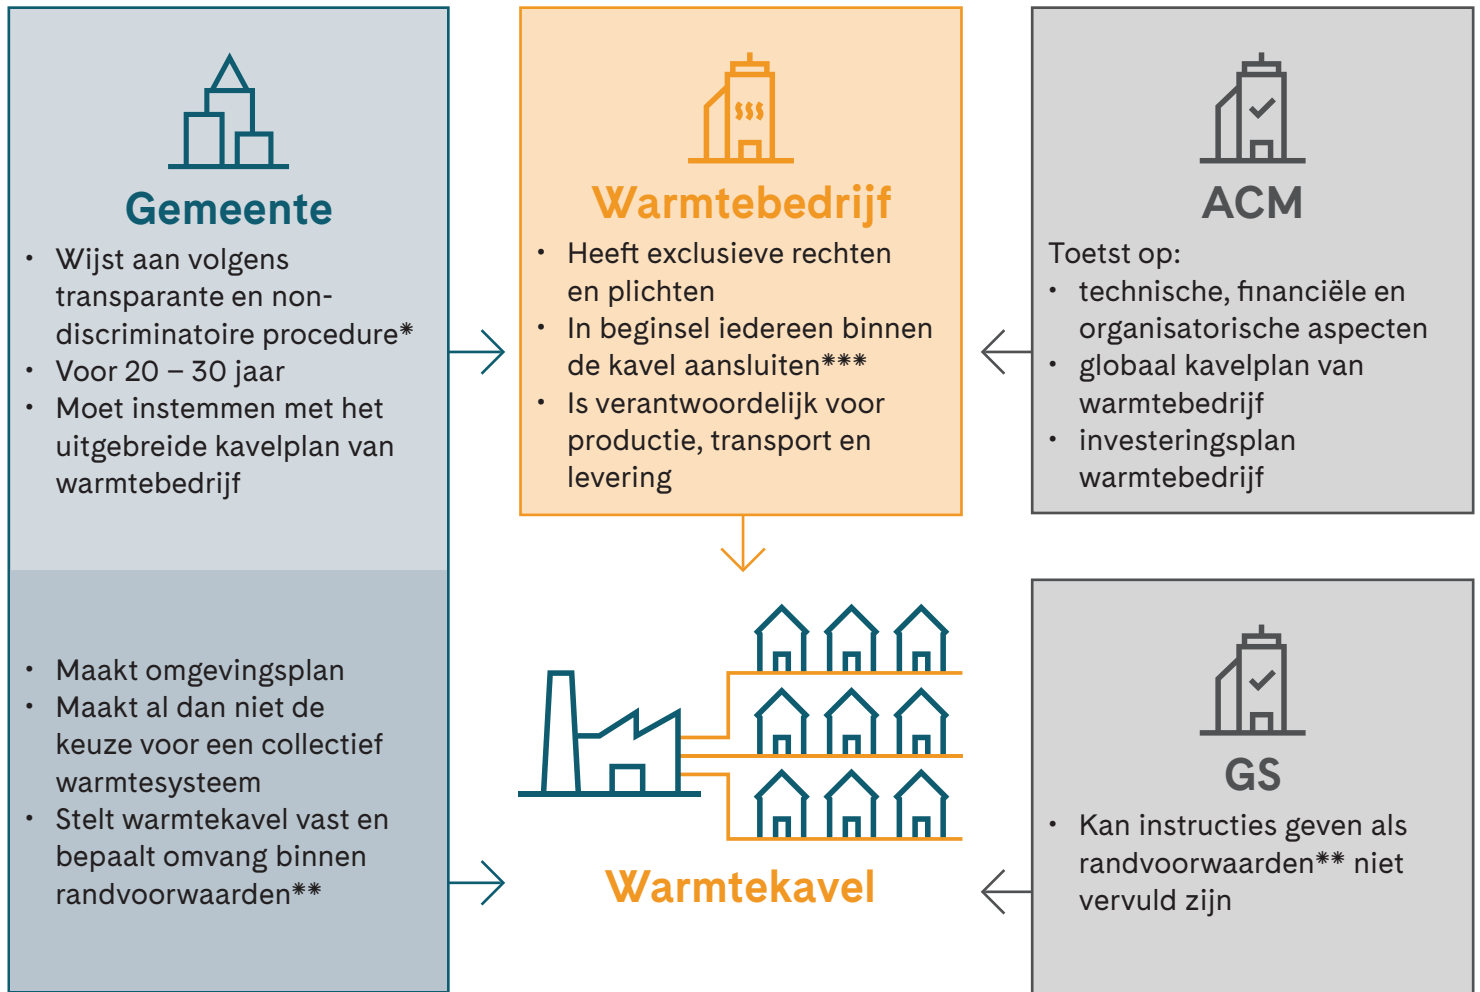 Gemeente
• Wijst aan volgens
transparante en non-
discriminatoire procedure*
• Voor 20 – 30 jaar
• Moet instemmen met het
uitgebreide kavelplan van
warmtebedrijf
• Maakt omgevingsplan
• Maakt al dan niet de
keuze voor een collectief
warmtesysteem
• Stelt warmtekavel vast en
bepaalt omvang binnen
randvoorwaarden**
Warmtebedrijf
• Heeft exclusieve rechten
en plichten
• In beginsel iedereen binnen
de kavel aansluiten***
• Is verantwoordelijk voor
productie, transport en
levering
Warmtekavel
ACM
Toetst op:
• technische, financiële en
organisatorische aspecten
• globaal kavelplan van
warmtebedrijf
• investeringsplan
warmtebedrijf
GS
• Kan instructies geven als
randvoorwaarden** niet
vervuld zijn